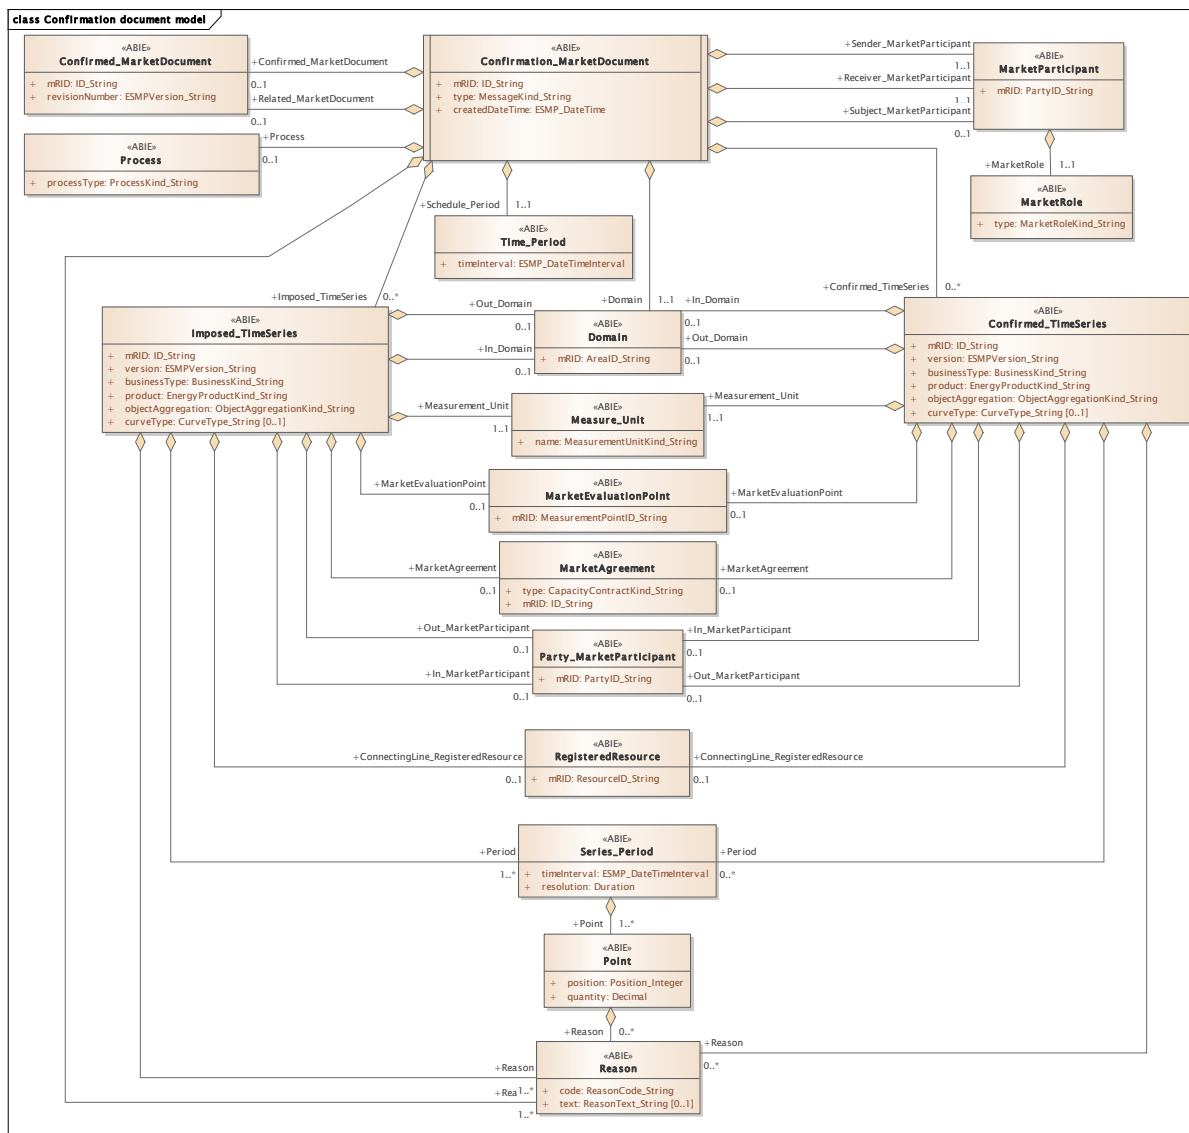 class Confirmation document model
«ABIE»
Confirmed_MarketDocument
+ mRID: ID_String
+ revisionNumber: ESMPVersion_String
+Confirmed_MarketDocument
0..1
+Related_MarketDocument
0..1
«ABIE»
Confirmation_MarketDocument
+ mRID: ID_String
+ type: MessageKind_String
+ createdDateTime: ESMP_DateTime
+Sender_MarketParticipant
1..1
+Receiver_MarketParticipant
1..1
+Subject_MarketParticipant
0..1
«ABIE»
MarketParticipant
+ mRID: PartyID_String
«ABIE»
Process
+ processType: ProcessKind_String
+Process
0..1
+MarketRole
1..1
«ABIE»
MarketRole
+ type: MarketRoleKind_String
+Schedule_Period
1..1
«ABIE»
Time_Period
+ timeInterval: ESMP_DateTimeInterval
+Imposed_TimeSeries
0..*
+Domain
1..1
+Confirmed_TimeSeries
0..*
«ABIE»
Imposed_TimeSeries
+ mRID: ID_String
+ version: ESMPVersion_String
+ businessType: BusinessKind_String
+ product: EnergyProductKind_String
+ objectAggregation: ObjectAggregationKind_String
+ curveType: CurveType_String [0..1]
+Out_Domain
0..1
+In_Domain
0..1
«ABIE»
Domain
+ mRID: AreaID_String
+In_Domain
0..1
+Out_Domain
0..1
«ABIE»
Confirmed_TimeSeries
+ mRID: ID_String
+ version: ESMPVersion_String
+ businessType: BusinessKind_String
+ product: EnergyProductKind_String
+ objectAggregation: ObjectAggregationKind_String
+ curveType: CurveType_String [0..1]
+Measurement_Unit
1..1
«ABIE»
Measure_Unit
+ name: MeasurementUnitKind_String
+Measurement_Unit
1..1
+MarketEvaluationPoint
0..1
«ABIE»
MarketEvaluationPoint
+ mRID: MeasurementPointID_String
+MarketEvaluationPoint
0..1
+MarketAgreement
0..1
«ABIE»
MarketAgreement
+ type: CapacityContractKind_String
+ mRID: ID_String
+MarketAgreement
0..1
+Out_MarketParticipant
0..1
+In_MarketParticipant
0..1
«ABIE»
Party_MarketParticipant
+ mRID: PartyID_String
+In_MarketParticipant
0..1
+Out_MarketParticipant
0..1
+ConnectingLine_RegisteredResource
0..1
«ABIE»
RegisteredResource
+ mRID: ResourceID_String
+ConnectingLine_RegisteredResource
0..1
+Period
1..*
«ABIE»
Series_Period
+ timeInterval: ESMP_DateTimeInterval
+ resolution: Duration
+Period
0..*
+Point
1..*
«ABIE»
Point
+ position: Position_Integer
+ quantity: Decimal
+Reason
0..*
+Reason
1..*
+Rea
1..*
«ABIE»
Reason
+ code: ReasonCode_String
+ text: ReasonText_String [0..1]
+Reason
0..*